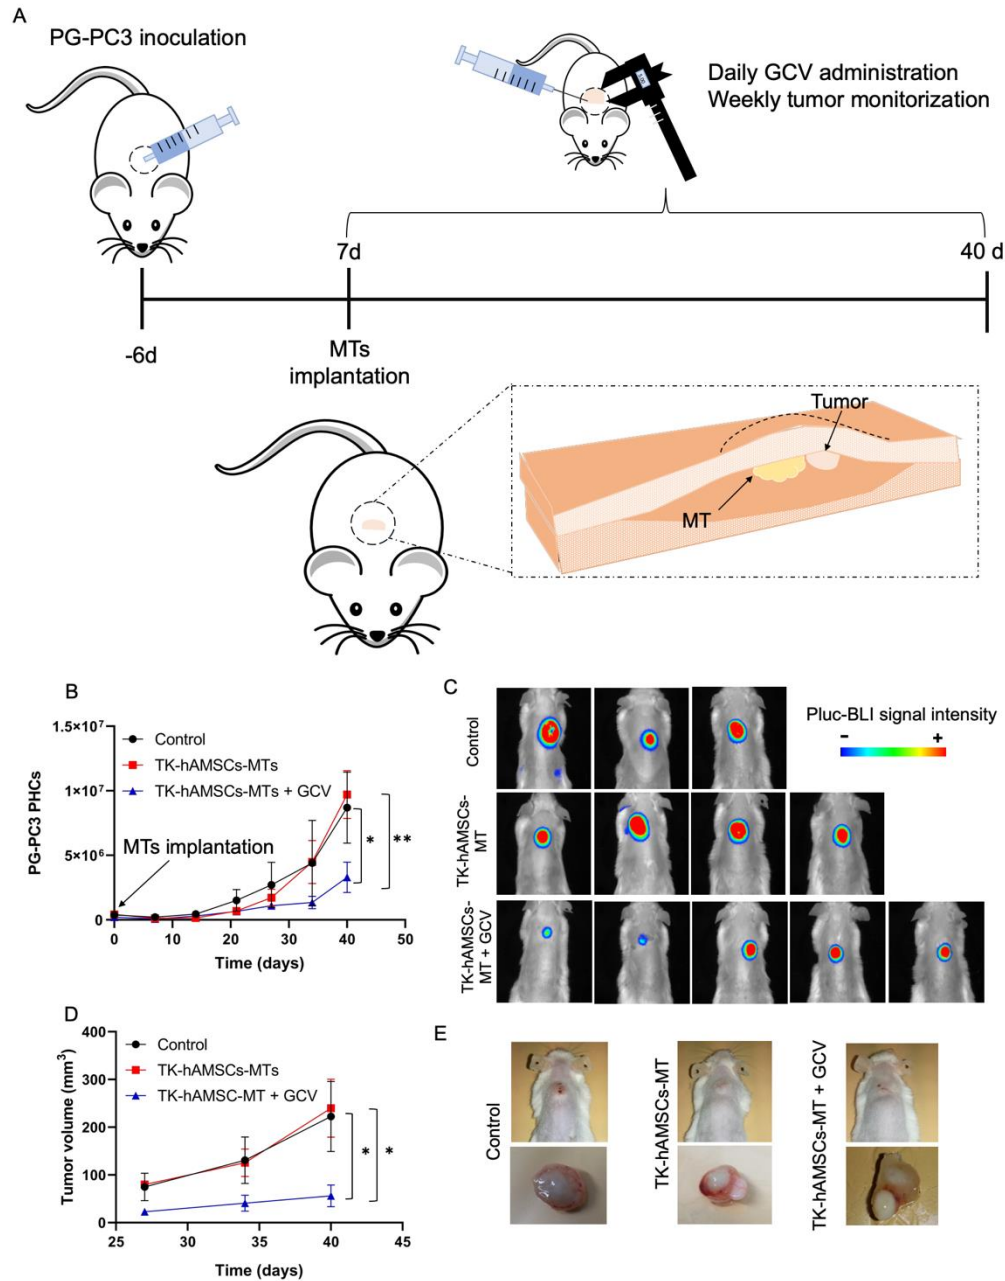 A
PG-PC3 inoculation
Daily GCV administration
Weekly tumor monitorization
7d
40 d
-6d
MTs
implantation
Tumor
MT
B
1.5×10⁷
1×10⁷
5×10⁶
0
PG-PC3 PHCs
Control
TK-hAMSCs-MTs
TK-hAMSCs-MTs + GCV
MTs implantation
*
**
0 10 20 30 40 50
Time (days)
C
Control
TK-hAMSCs-
MT
TK-hAMSCs-
MT + GCV
Pluc-BLI signal intensity
- +
D
400
300
200
100
0
Tumor volume (mm³)
Control
TK-hAMSCs-MTs
TK-hAMSC-MT + GCV
* *
25 30 35 40 45
Time (days)
E
Control
TK-hAMSCs-MT
TK-hAMSCs-MT + GCV